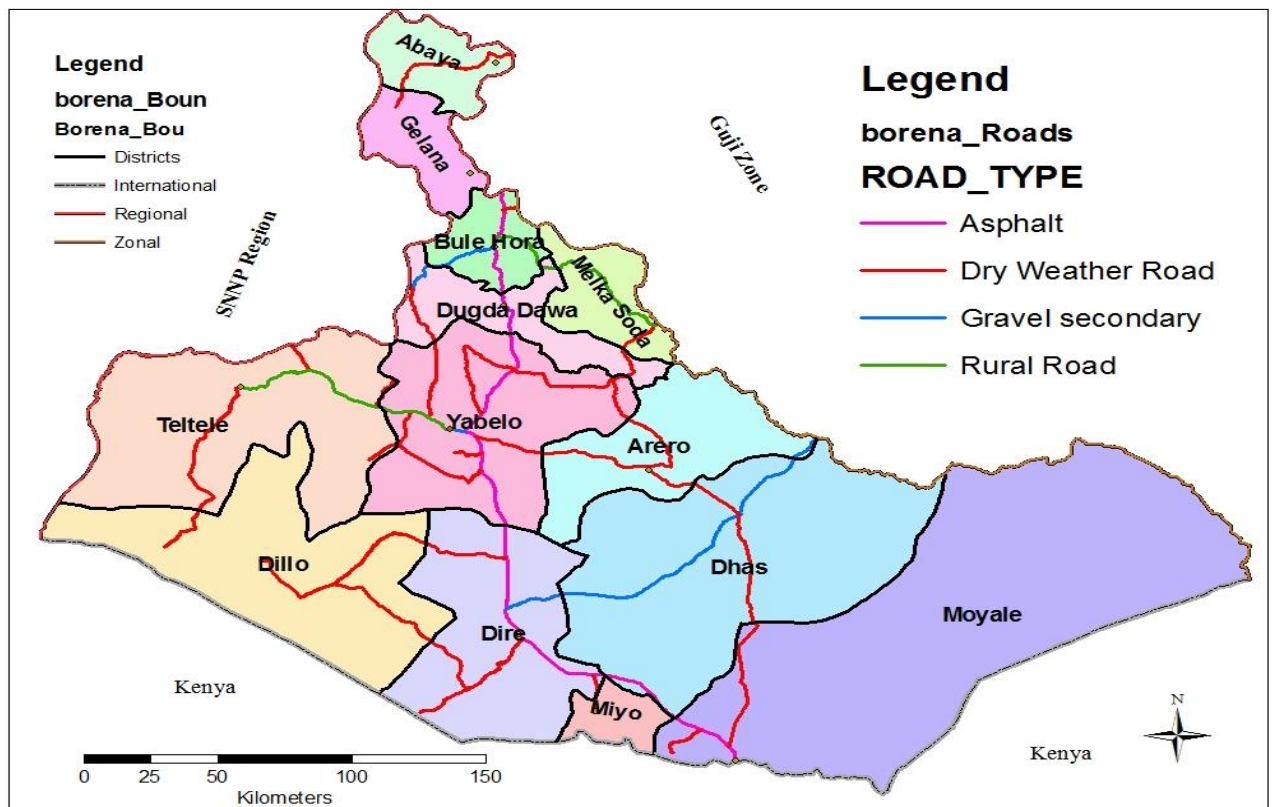 Legend
borena_Boun
Borena_Bou
Districts
International
Regional
Zonal
Legend
borena_Roads
ROAD_TYPE
Asphalt
Dry Weather Road
Gravel secondary
Rural Road
Abaya
Gelana
Guji Zone
SNNP Region
Bule Hora
Melka Soda
Dugda Dawa
Teltele
Yabelo
Arero
Dillo
Dhas
Moyale
Dire
Miyo
Kenya
Kenya
N
0 25 50 100 150
Kilometers